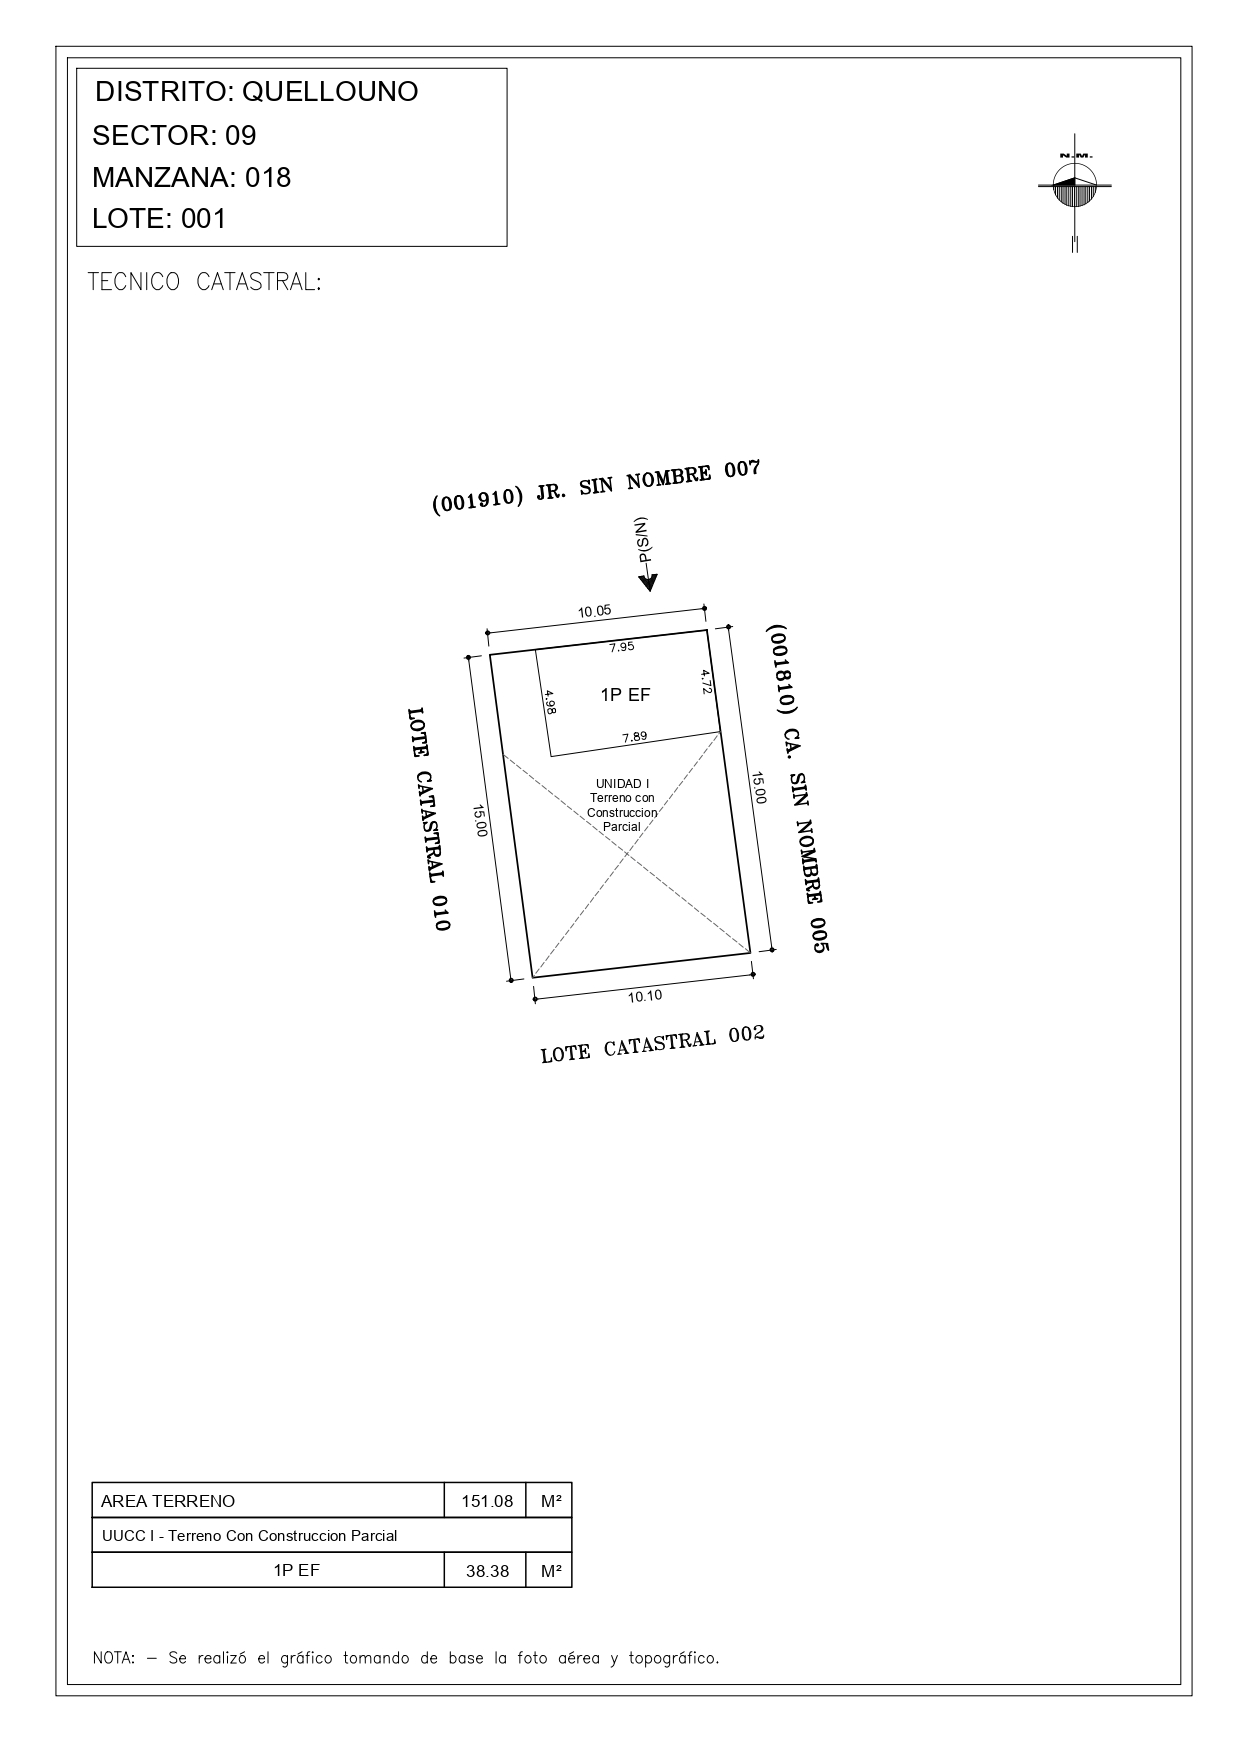 DISTRITO: QUELLOUNO
SECTOR: 09
MANZANA: 018
LOTE: 001
N.M.
TECNICO CATASTRAL:
(001910) JR. SIN NOMBRE 007
P(S/N)
10.05
7.95
4.98
1P EF
4.72
7.89
(001810) CA. SIN NOMBRE 005
LOTE CATASTRAL 010
15.00
15.00
UNIDAD I
Terreno con
Construccion
Parcial
10.10
LOTE CATASTRAL 002
AREA TERRENO 151.08 M²
UUCC I - Terreno Con Construccion Parcial
1P EF 38.38 M²
NOTA: - Se realizó el gráfico tomando de base la foto aérea y topográfico.